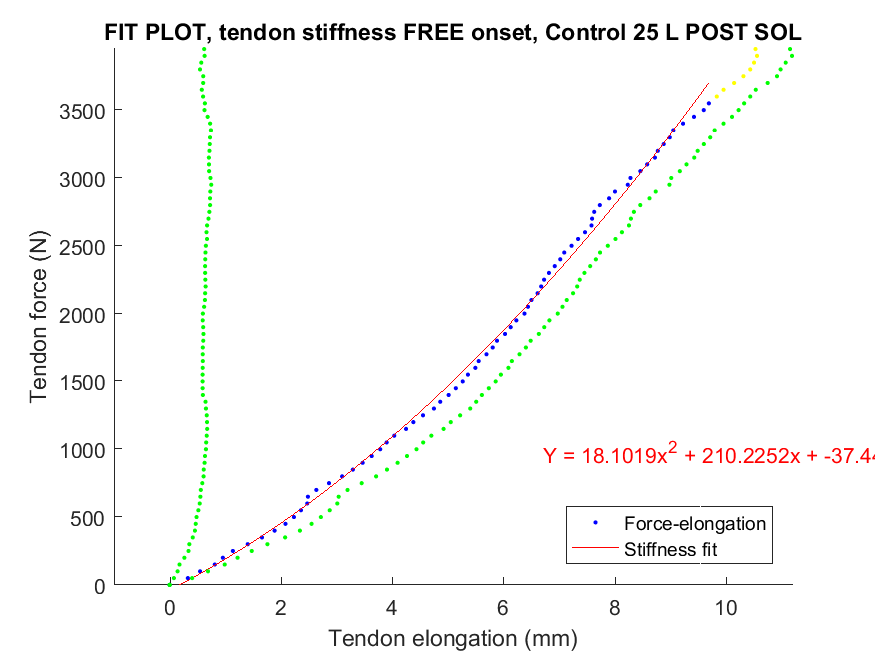 FIT PLOT, tendon stiffness FREE onset, Control 25 L POST SOL
Tendon force (N)
3500
3000
2500
2000
1500
1000
500
0
Y = 18.1019x² + 210.2252x + -37.44
Force-elongation
Stiffness fit
0 2 4 6 8 10
Tendon elongation (mm)